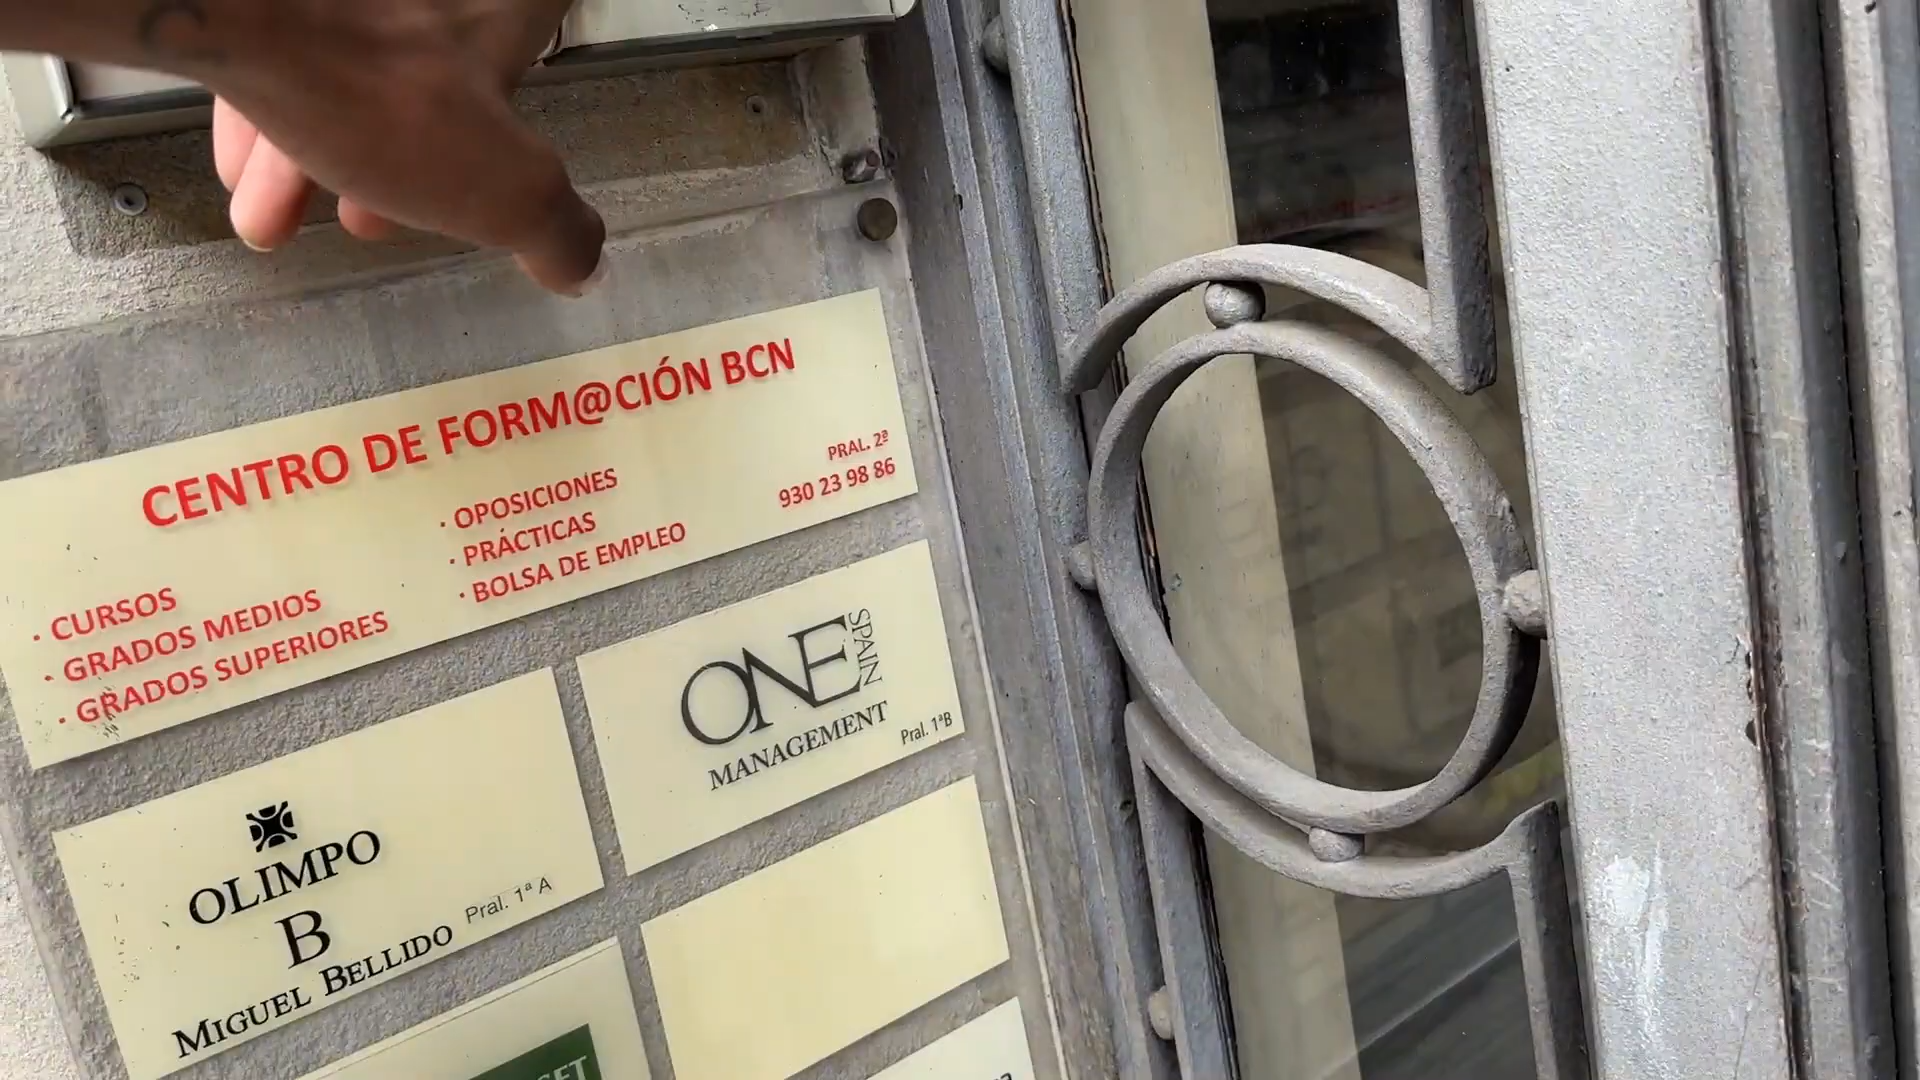 CENTRO DE FORM@CIÓN BCN
· CURSOS
· GRADOS MEDIOS
· GRADOS SUPERIORES
· OPOSICIONES
· PRÁCTICAS
· BOLSA DE EMPLEO
PRAL. 2ª
930 23 98 86
OLIMPO
B
MIGUEL BELLIDO
Pral. 1ª A
ONE
SPAIN
MANAGEMENT
Pral. 1ªB